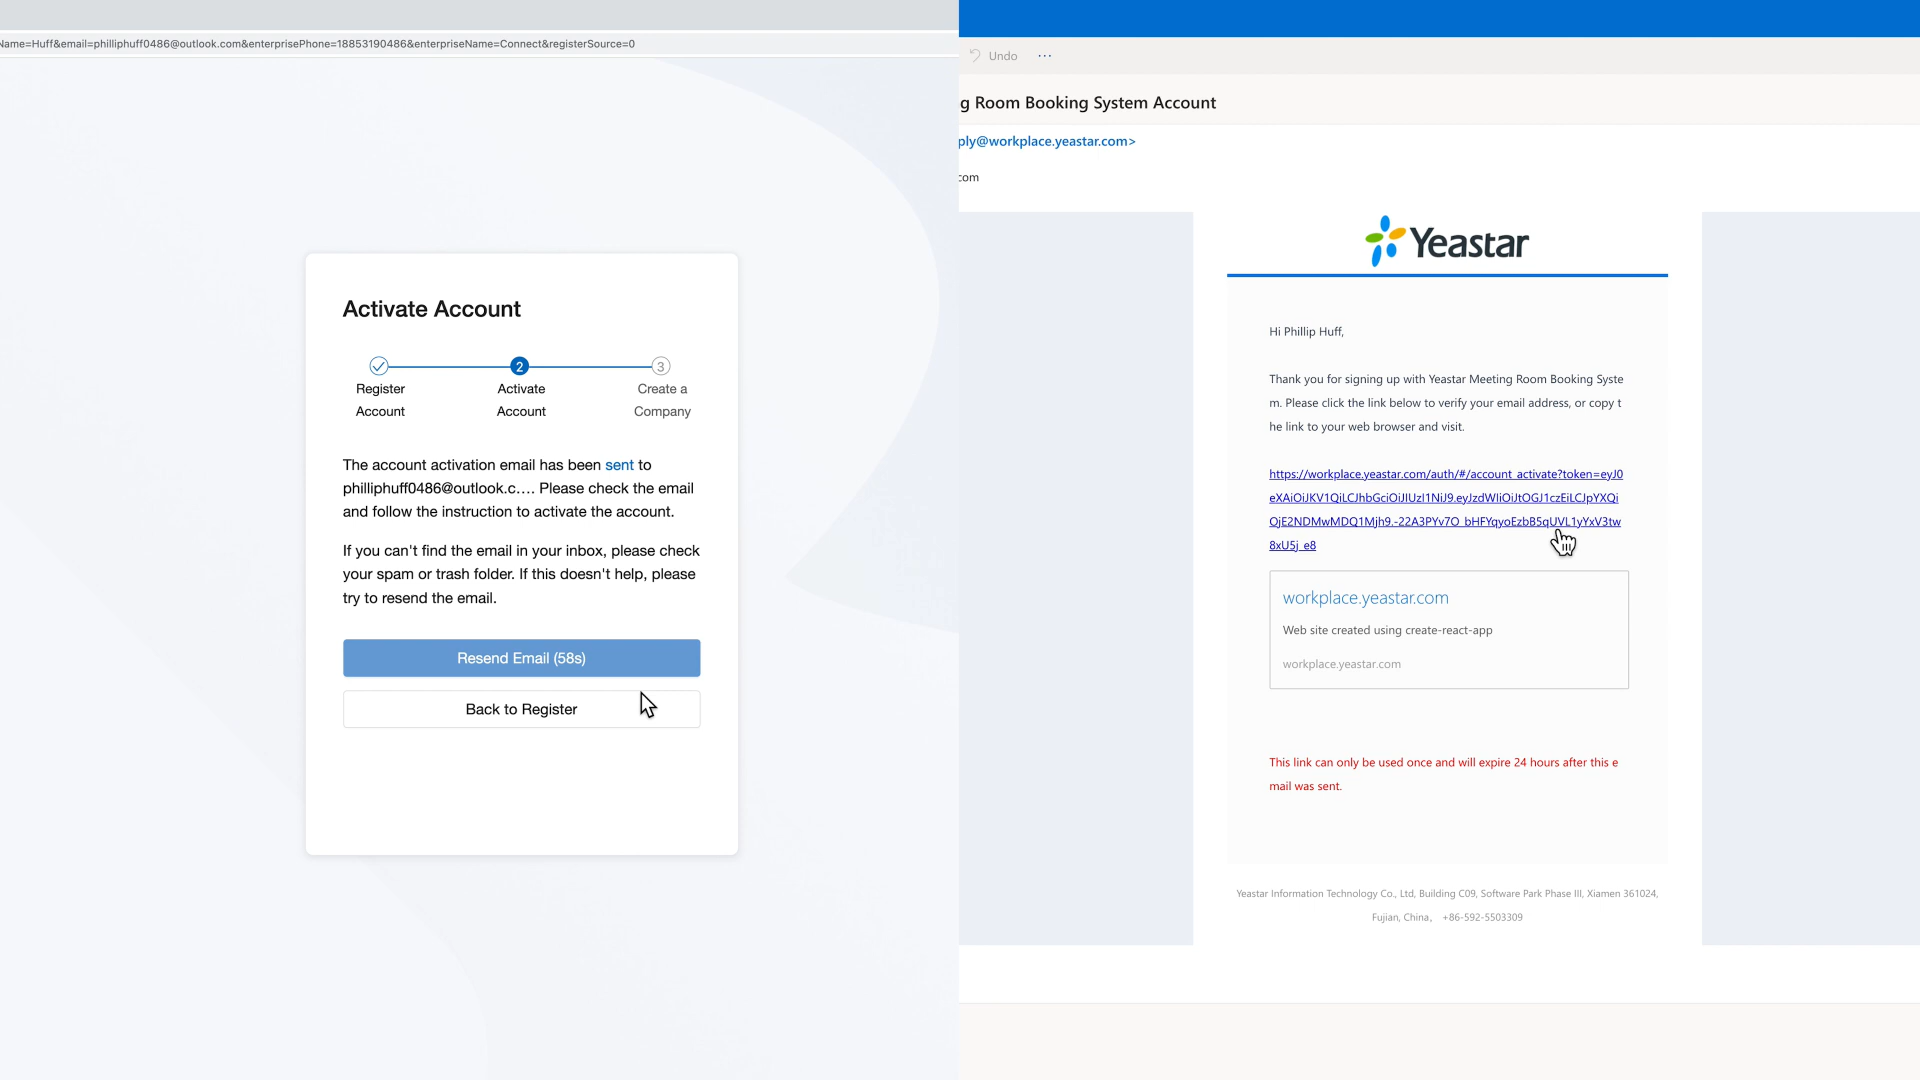 Name=Huff&email=philliphuff0486@outlook.com&enterprisePhone=18853190486&enterpriseName=Connect&registerSource=0
Activate Account
2
3
Register
Account
Activate
Account
Create a
Company
The account activation email has been sent to
philliphuff0486@outlook.c…. Please check the email
and follow the instruction to activate the account.
If you can't find the email in your inbox, please check
your spam or trash folder. If this doesn't help, please
try to resend the email.
Resend Email (58s)
Back to Register
Undo
...
g Room Booking System Account
ply@workplace.yeastar.com>
com
Yeastar
Hi Phillip Huff,
Thank you for signing up with Yeastar Meeting Room Booking Syste
m. Please click the link below to verify your email address, or copy t
he link to your web browser and visit.
https://workplace.yeastar.com/auth/#/account_activate?token=eyJ0
eXAiOiJKV1QiLCJhbGciOiJIUzI1NiJ9.eyJzdWIiOiJtOGJ1czEiLCJpYXQi
OjE2NDMwMDQ1Mjh9.-22A3PYv7O_bHFYqyoEzbB5qUVL1yYxV3tw
8xU5j_e8
workplace.yeastar.com
Web site created using create-react-app
workplace.yeastar.com
This link can only be used once and will expire 24 hours after this e
mail was sent.
Yeastar Information Technology Co., Ltd, Building C09, Software Park Phase III, Xiamen 361024,
Fujian, China， +86-592-5503309